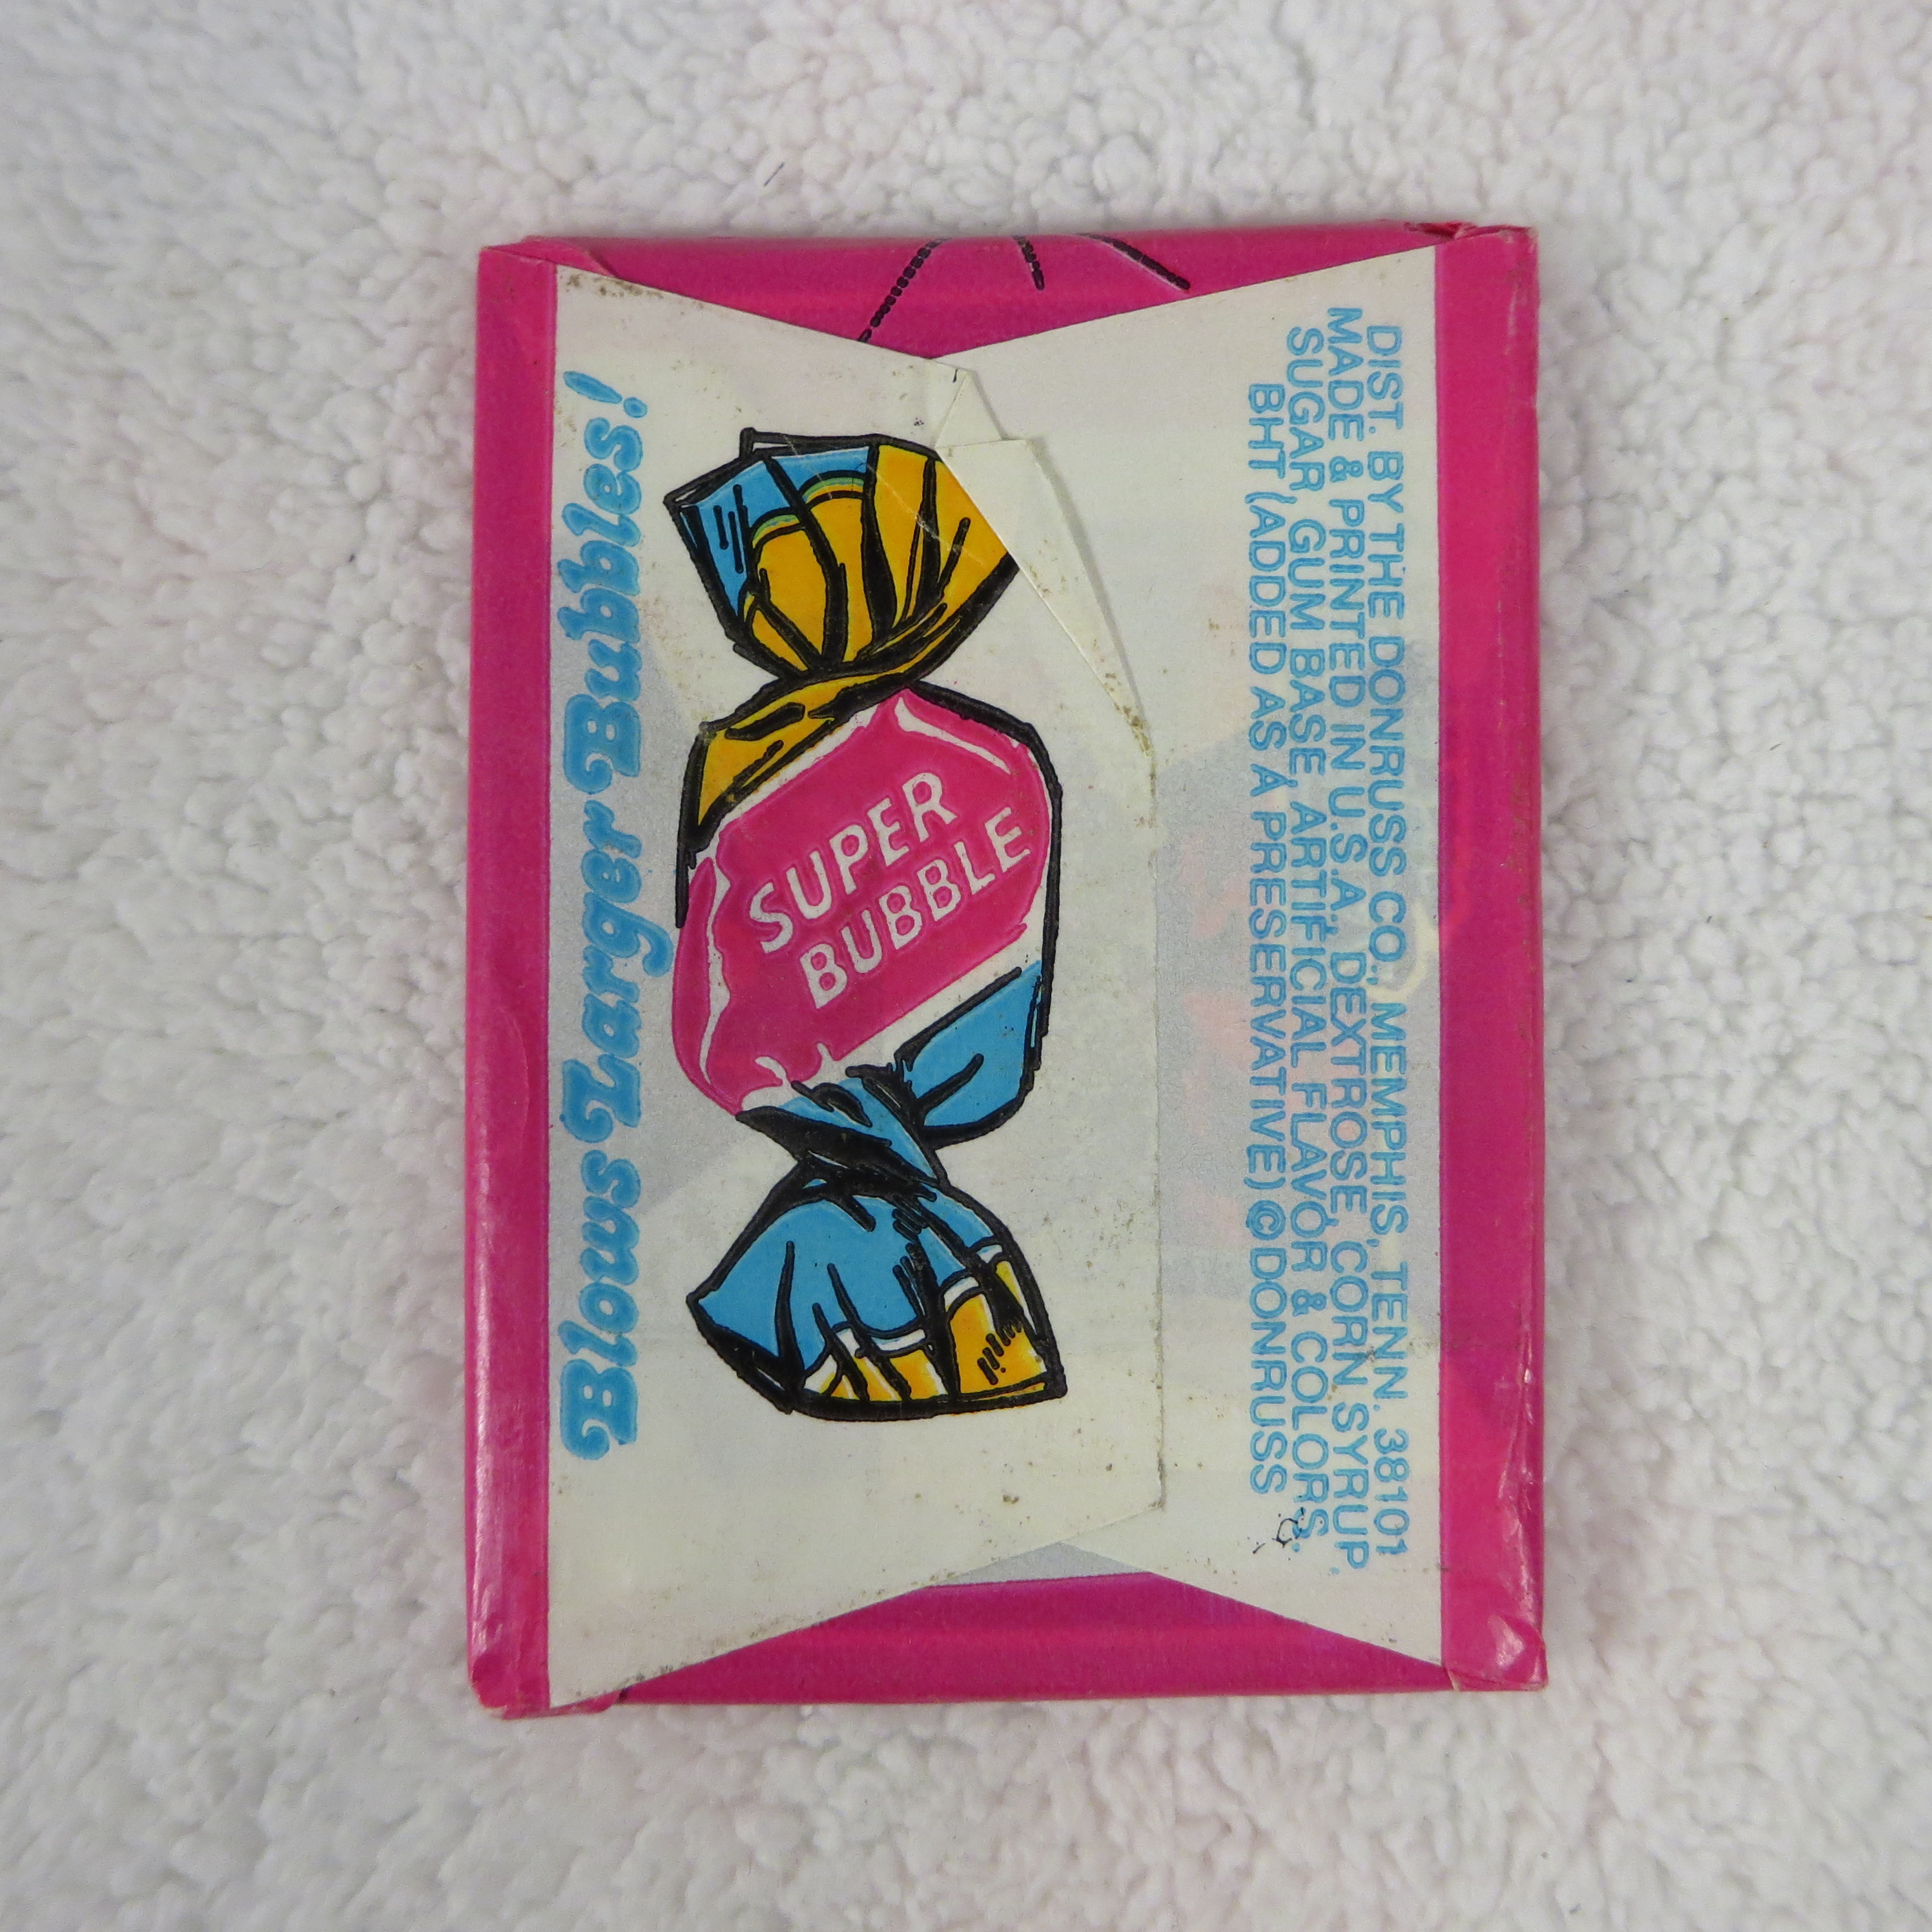 Blows Larger Bubbles!
SUPER
BUBBLE
DIST. BY THE DONRUSS CO., MEMPHIS, TENN. 38101
MADE & PRINTED IN U.S.A. DEXTROSE, CORN SYRUP,
SUGAR, GUM BASE, ARTIFICIAL FLAVOR & COLORS,
BHT (ADDED AS A PRESERVATIVE) © DONRUSS